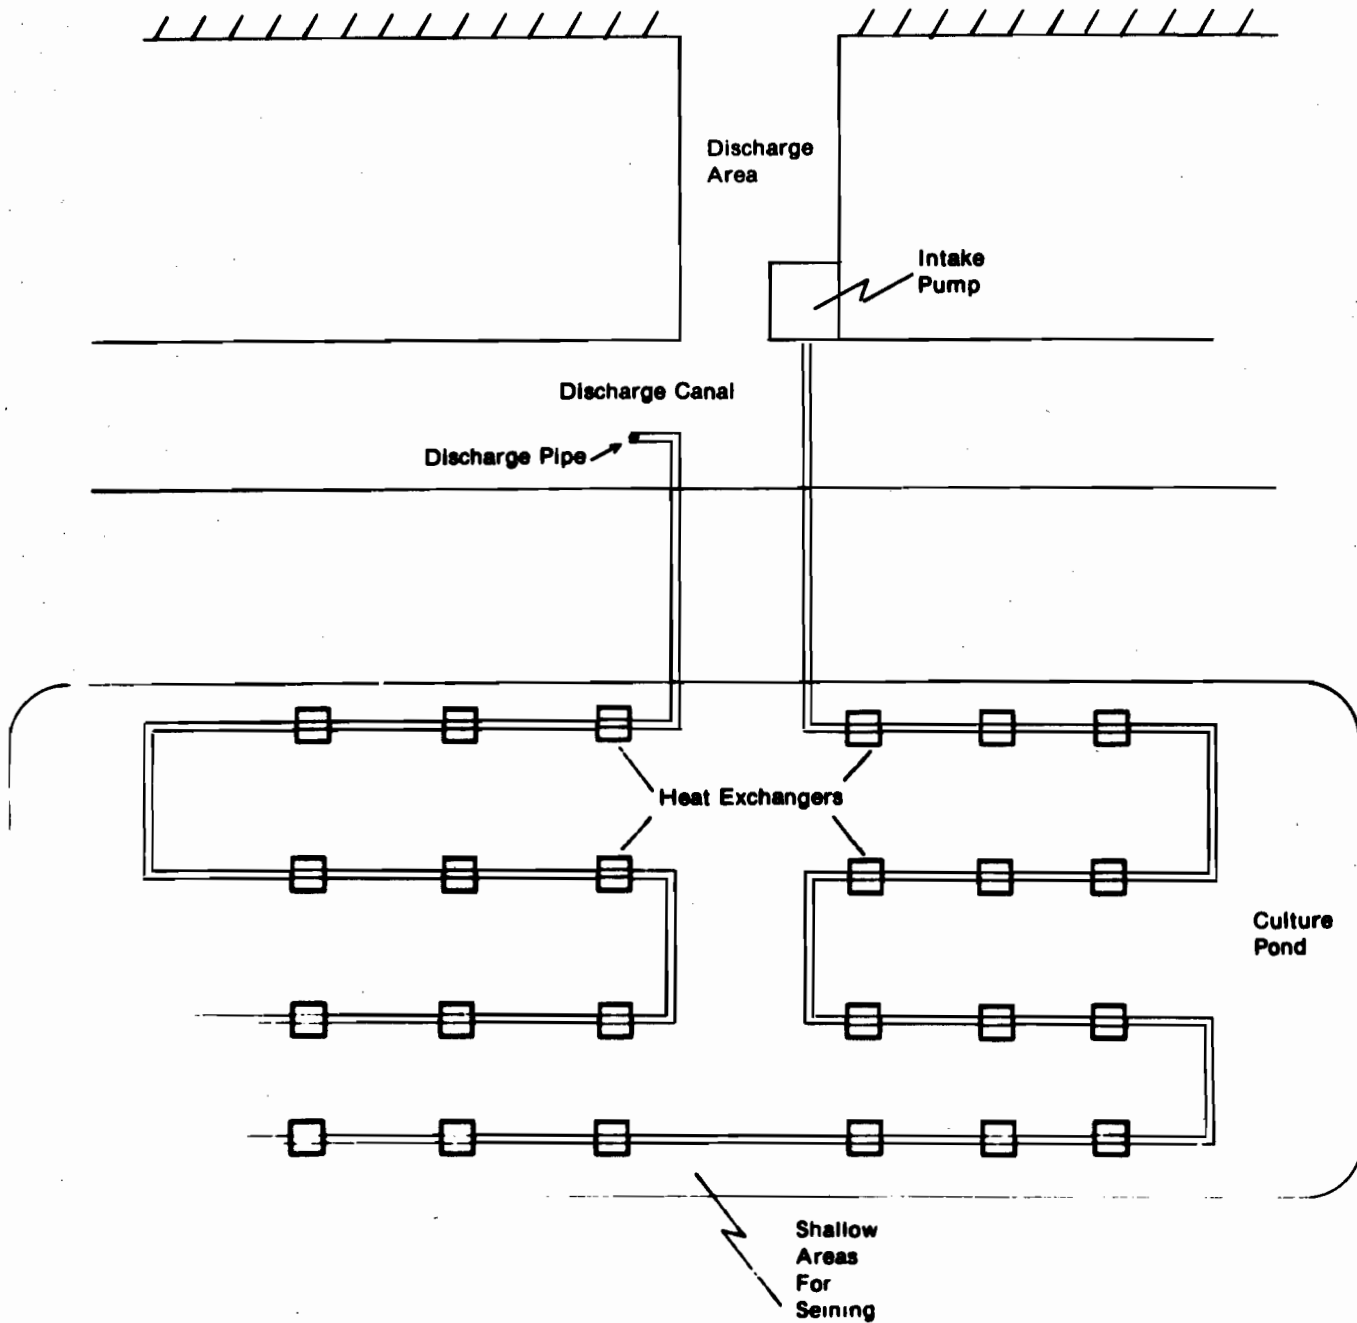 Discharge
Area
Intake
Pump
Discharge Canal
Discharge Pipe
Heat Exchangers
Culture
Pond
Shallow
Areas
For
Seining